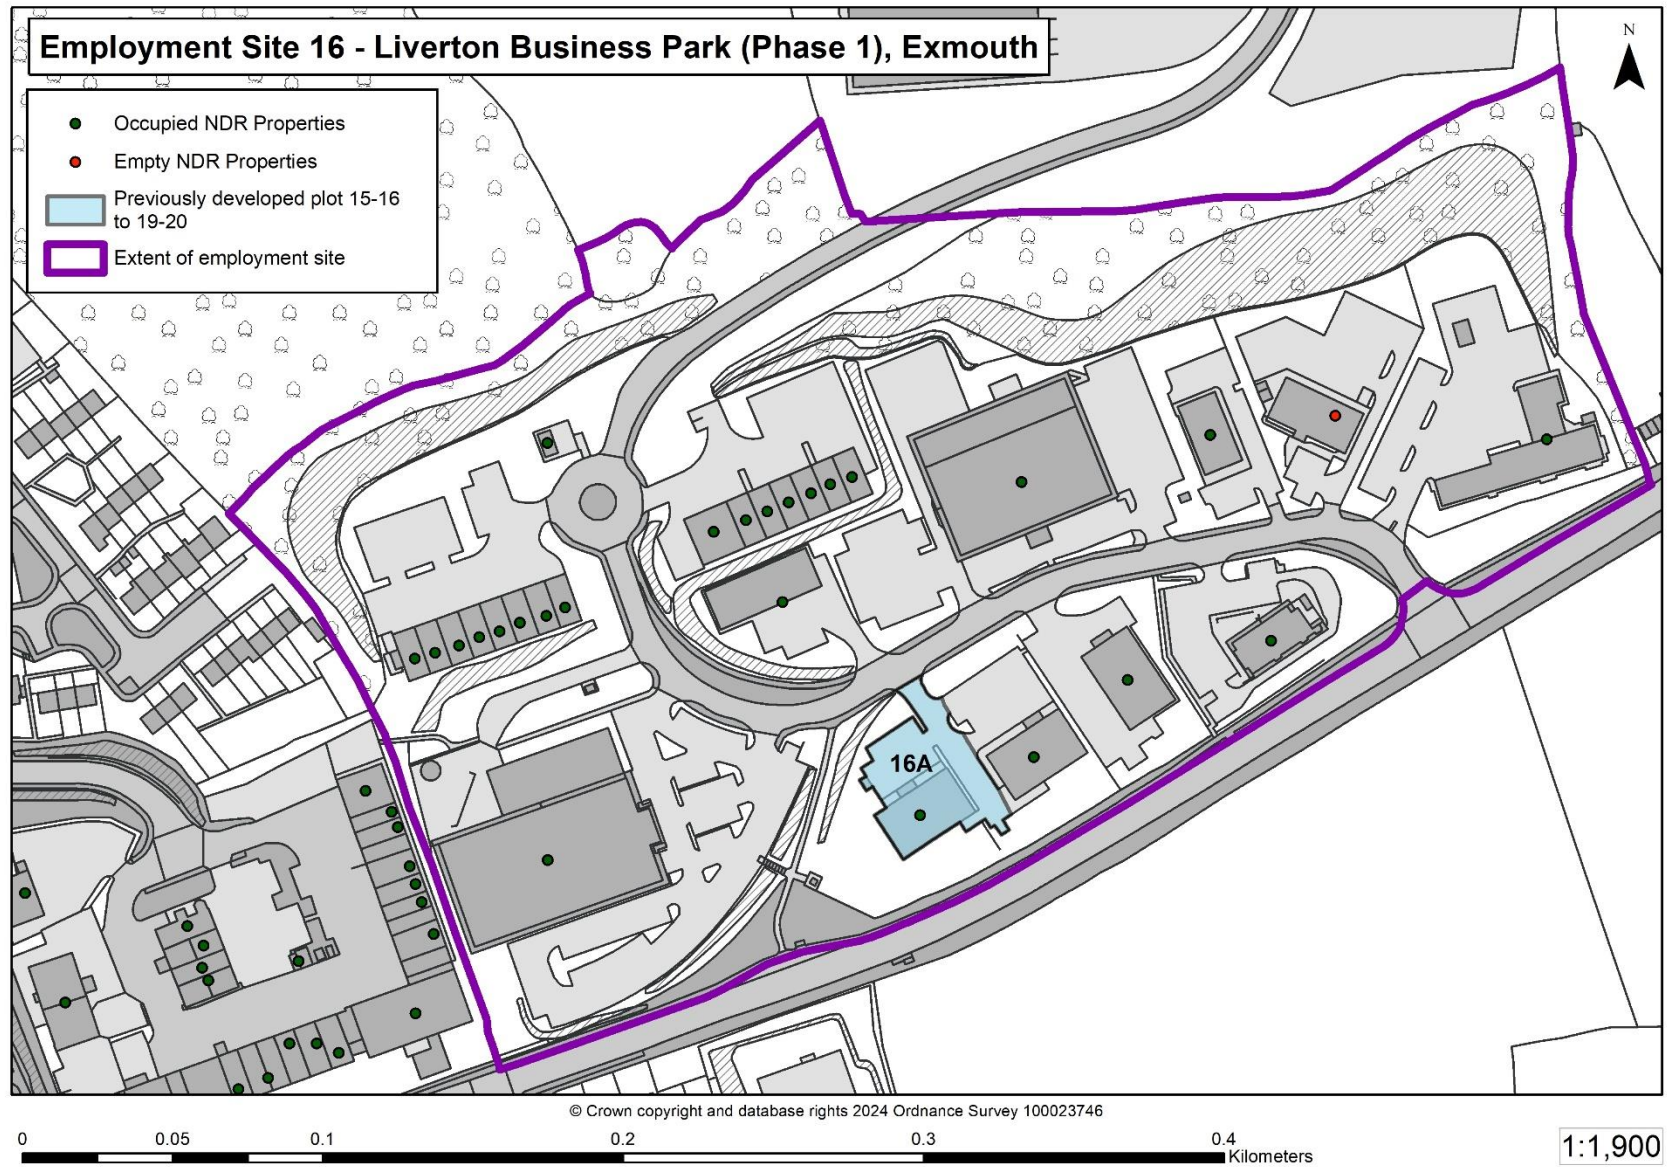 Employment Site 16 - Liverton Business Park (Phase 1), Exmouth
N
Occupied NDR Properties
Empty NDR Properties
Previously developed plot 15-16
to 19-20
Extent of employment site
16A
© Crown copyright and database rights 2024 Ordnance Survey 100023746
0 0.05 0.1 0.2 0.3 0.4
Kilometers
1:1,900